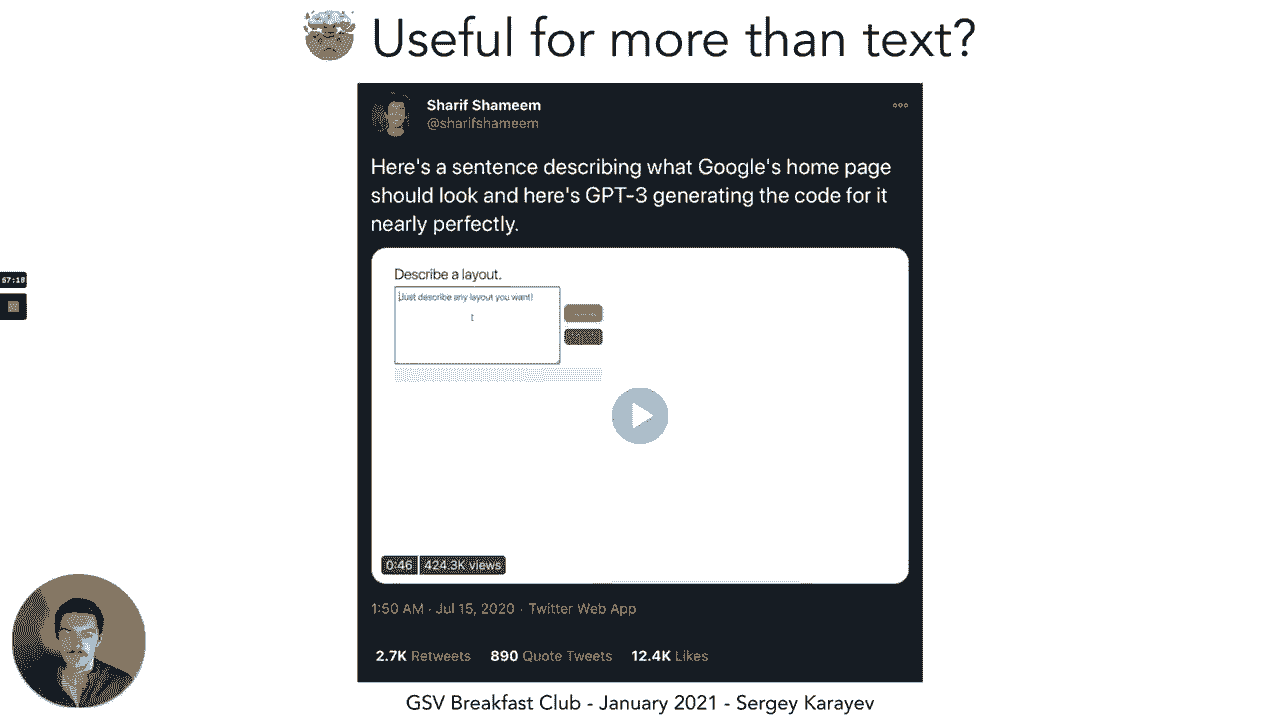 Useful for more than text?
Sharif Shameem
@sharifshameem
Here's a sentence describing what Google's home page
should look and here's GPT-3 generating the code for it
nearly perfectly.
Describe a layout.
Just describe any layout you want!
0:46 424.3K views
1:50 AM · Jul 15, 2020 · Twitter Web App
2.7K Retweets 890 Quote Tweets 12.4K Likes
57:18
GSV Breakfast Club - January 2021 - Sergey Karayev